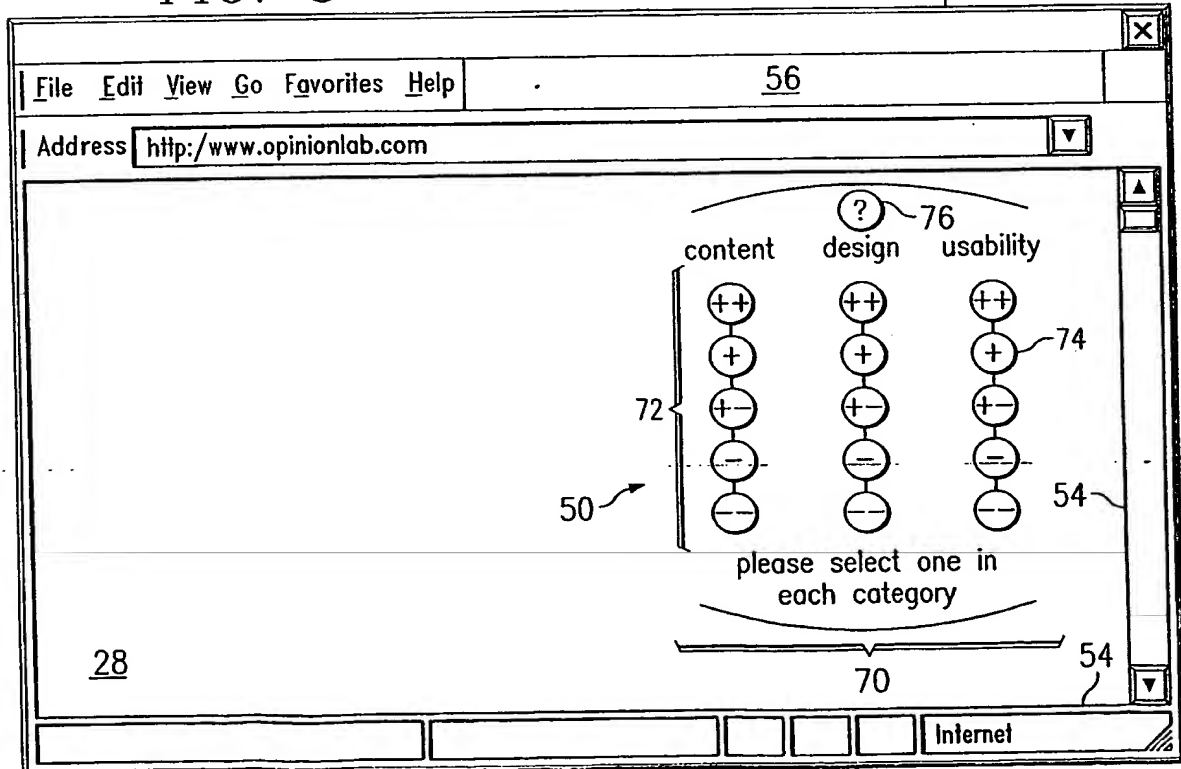 File Edit View Go Favorites Help 56
Address http:/www.opinionlab.com
? 76
content design usability
++ ++ ++
+ + + 74
72 +- +- +-
- - -
50 -- -- -- 54
please select one in
each category
28 70 54
Internet